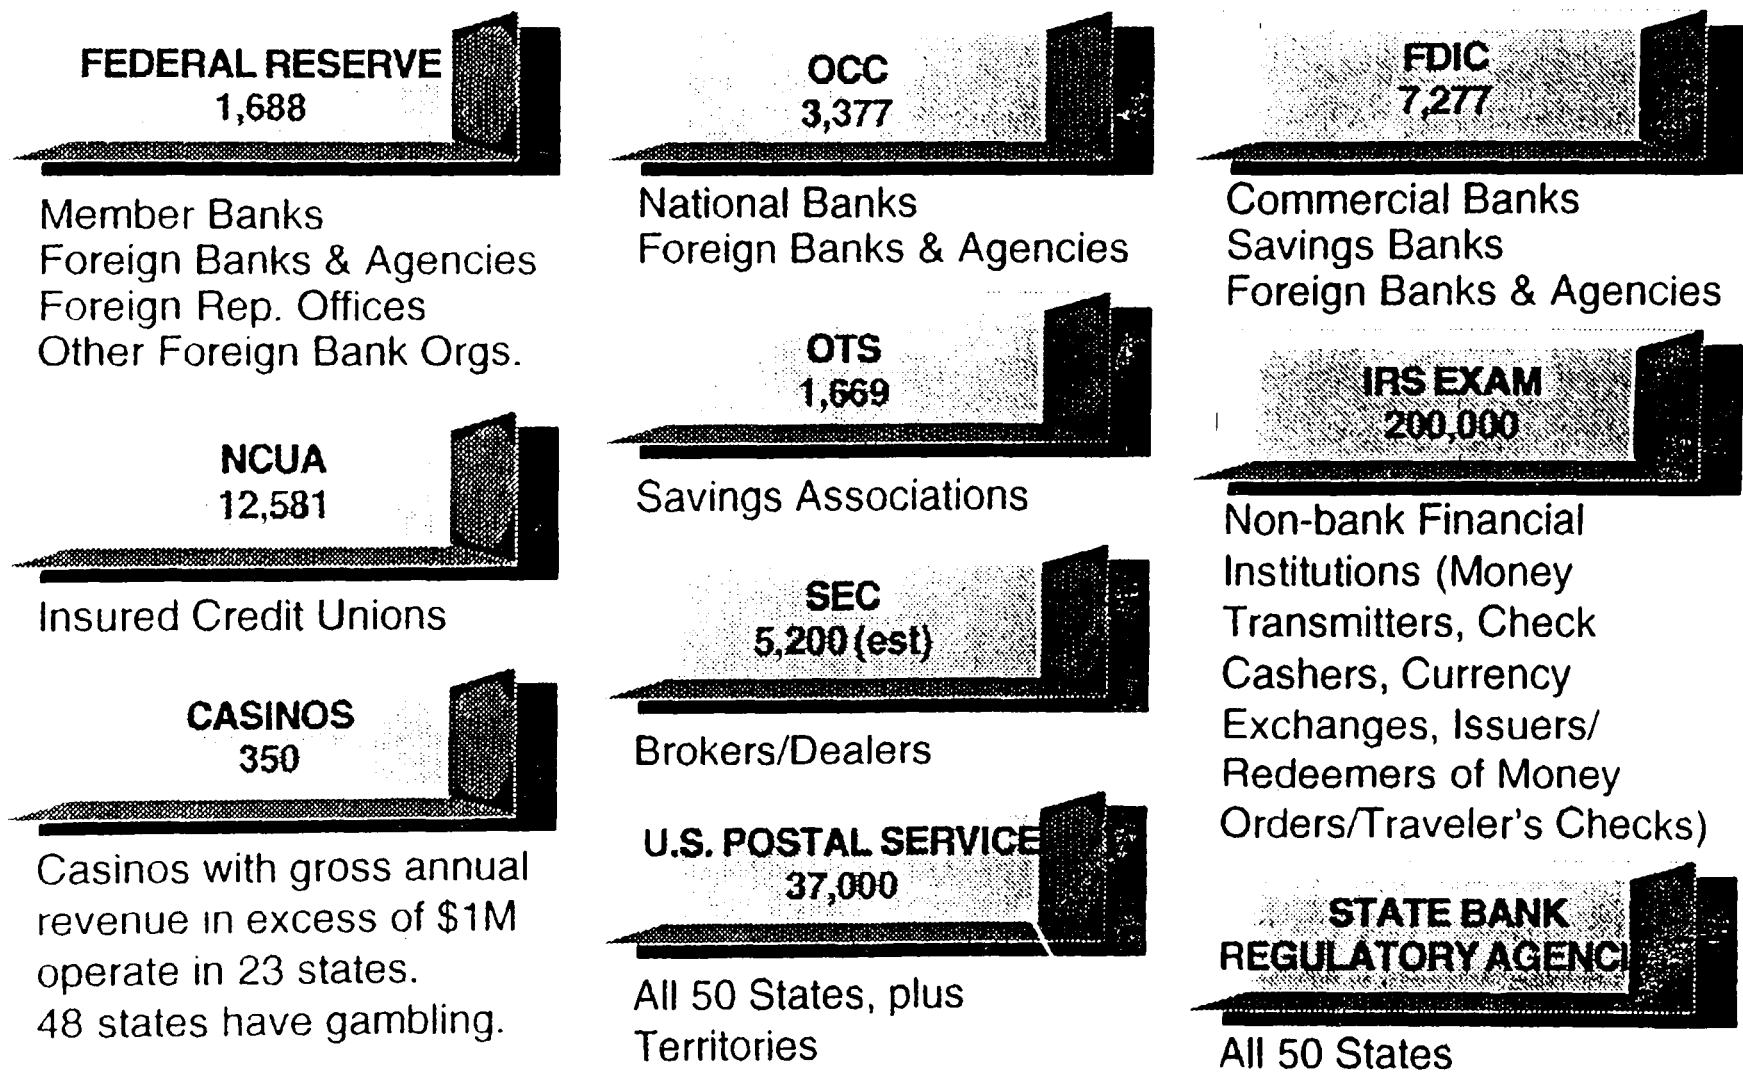 FEDERAL RESERVE
1,688
Member Banks
Foreign Banks & Agencies
Foreign Rep. Offices
Other Foreign Bank Orgs.
NCUA
12,581
Insured Credit Unions
CASINOS
350
Casinos with gross annual
revenue in excess of $1M
operate in 23 states.
48 states have gambling.
OCC
3,377
National Banks
Foreign Banks & Agencies
OTS
1,669
Savings Associations
SEC
5,200 (est)
Brokers/Dealers
U.S. POSTAL SERVICE
37,000
All 50 States, plus
Territories
FDIC
7,277
Commercial Banks
Savings Banks
Foreign Banks & Agencies
IRS EXAM
200,000
Non-bank Financial
Institutions (Money
Transmitters, Check
Cashers, Currency
Exchanges, Issuers/
Redeemers of Money
Orders/Traveler's Checks)
STATE BANK
REGULATORY AGENCI
All 50 States